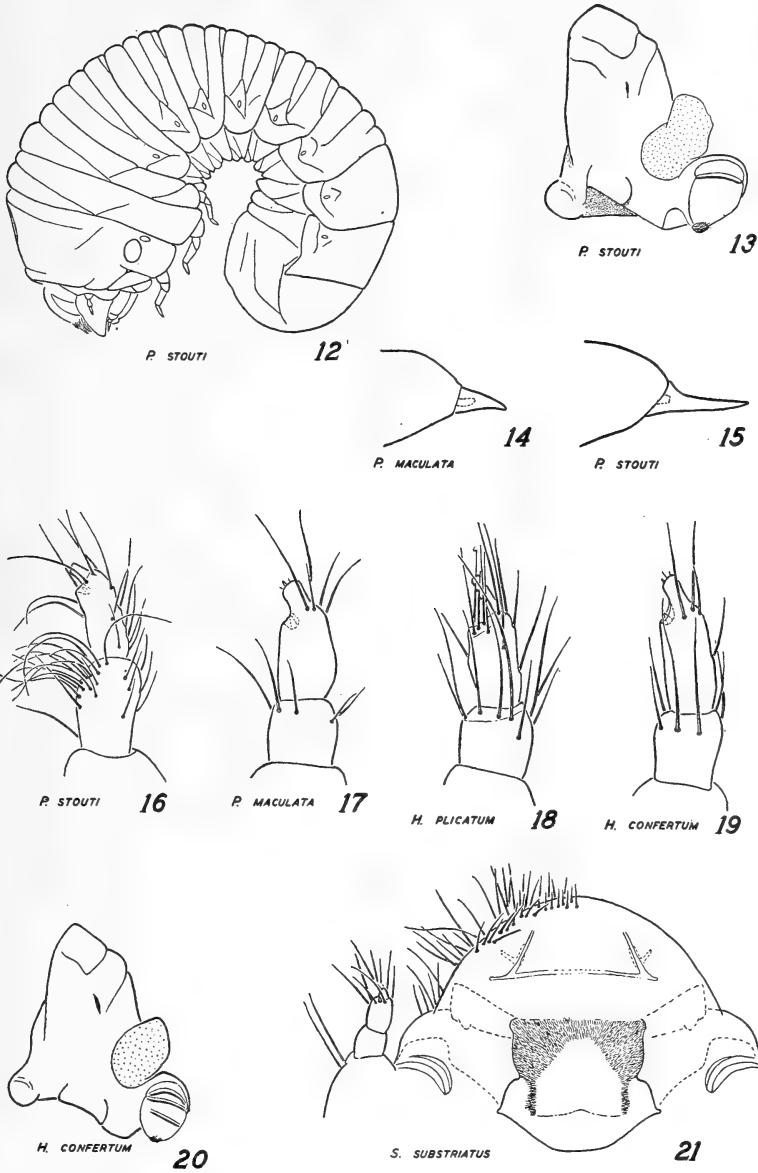 P. STOUTI 12
P. STOUTI 13
P. MACULATA 14
P. STOUTI 15
P. STOUTI 16
P. MACULATA 17
H. PLICATUM 18
H. CONFERTUM 19
H. CONFERTUM 20
S. SUBSTRIATUS 21